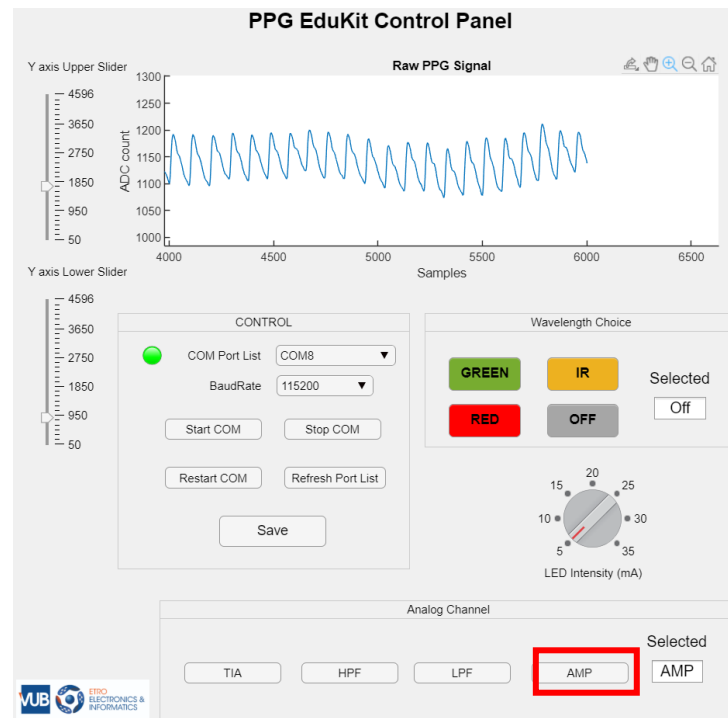 PPG EduKit Control Panel
Y axis Upper Slider
4596
3650
2750
1850
950
50
Raw PPG Signal
ADC count
1300
1250
1200
1150
1100
1050
1000
4000 4500 5000 5500 6000 6500
Samples
Y axis Lower Slider
4596
3650
2750
1850
950
50
CONTROL
COM Port List COM8
BaudRate 115200
Start COM Stop COM
Restart COM Refresh Port List
Save
Wavelength Choice
GREEN IR
RED OFF
Selected
Off
5 10 15 20 25 30 35
LED Intensity (mA)
Analog Channel
TIA HPF LPF AMP
Selected
AMP
VUB
ETRO
ELECTRONICS &
INFORMATICS